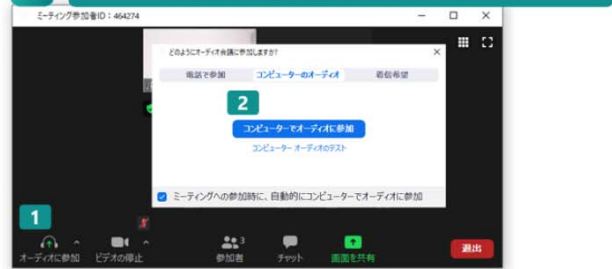 ミーティング参加者ID：464274
どのようにオーディオ会議に参加しますか?
電話で参加
コンピューターのオーディオ
着信希望
2
コンピューターでオーディオに参加
コンピューター オーディオのテスト
ミーティングへの参加時に、自動的にコンピューターでオーディオに参加
1
オーディオに参加
ビデオの停止
3
参加者
チャット
画面を共有
退出